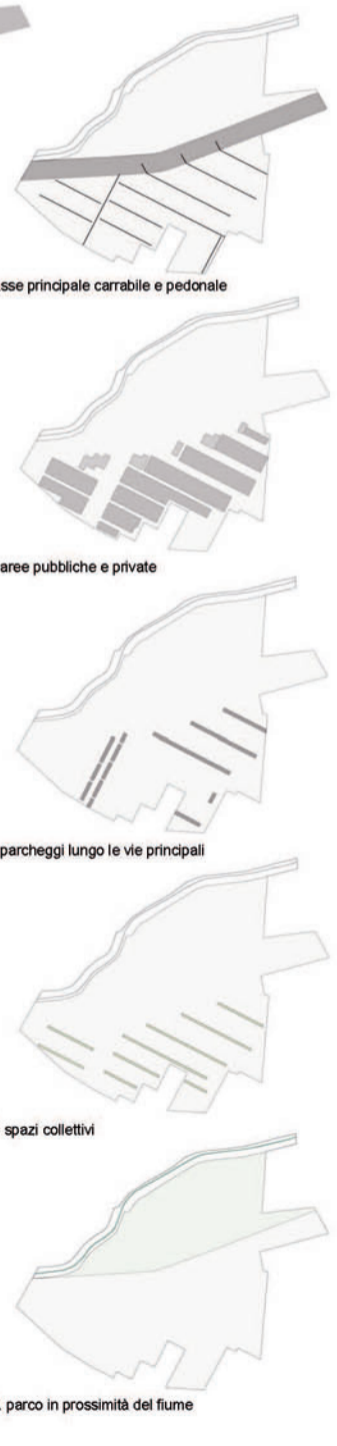 sse principale carrabile e pedonale
aree pubbliche e private
parcheggi lungo le vie principali
spazi collettivi
. parco in prossimità del fiume